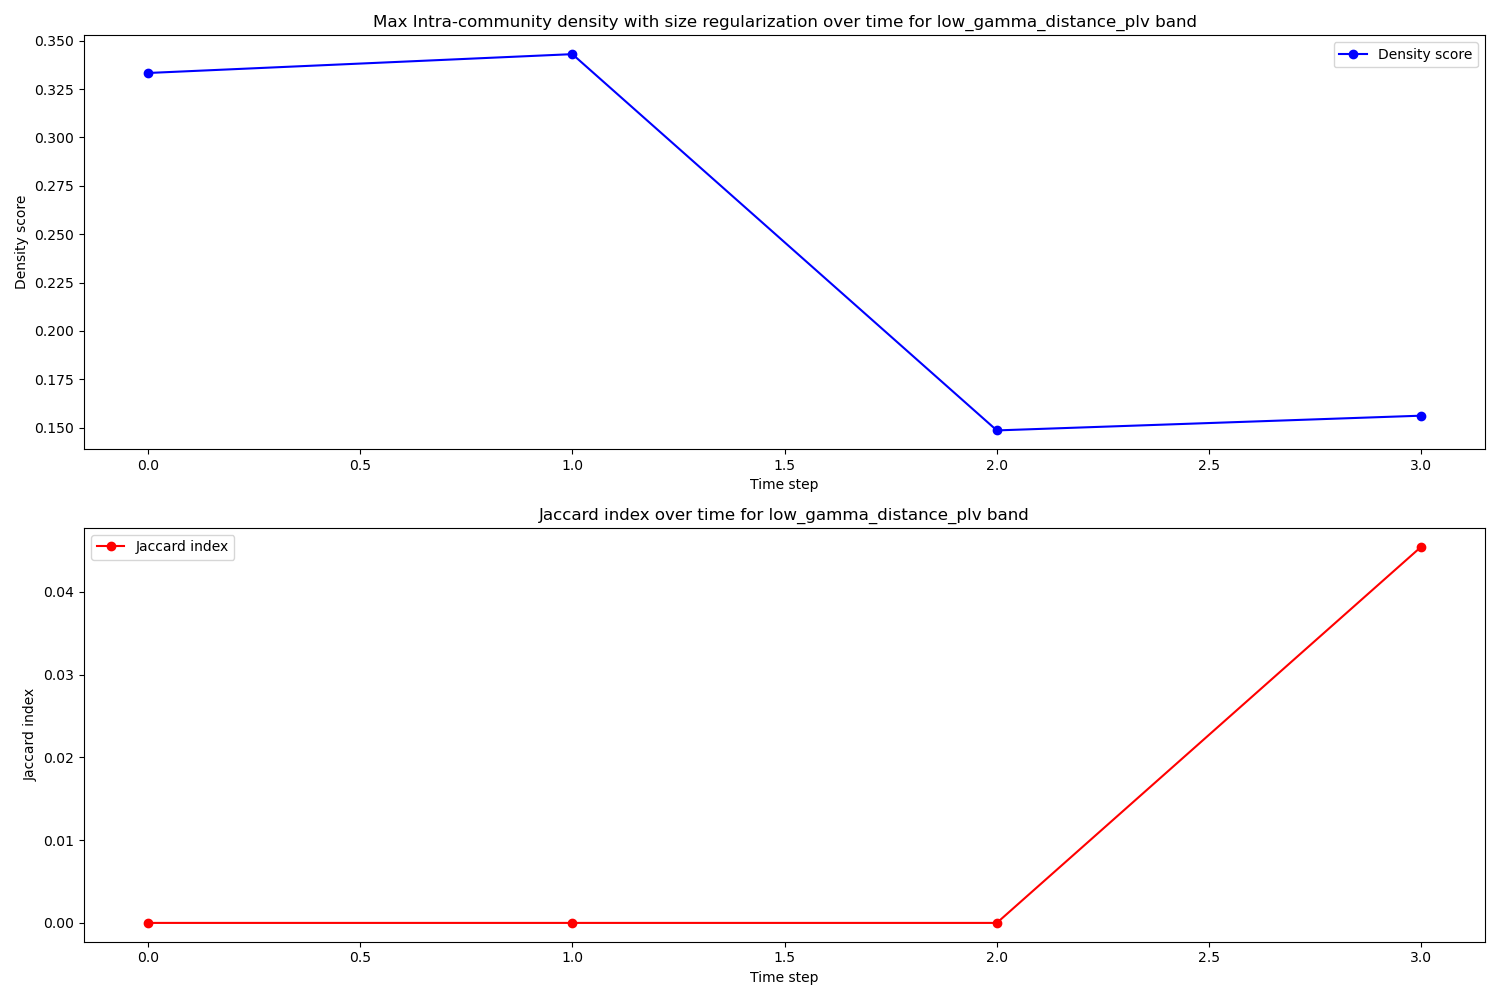 Max Intra-community density with size regularization over time for low_gamma_distance_plv band
0.350
0.325
0.300
0.275
0.250
0.225
0.200
0.175
0.150
Density score
Density score
0.0 0.5 1.0 1.5 2.0 2.5 3.0
Time step
Jaccard index over time for low_gamma_distance_plv band
Jaccard index
0.04
0.03
0.02
0.01
0.00
Jaccard index
0.0 0.5 1.0 1.5 2.0 2.5 3.0
Time step